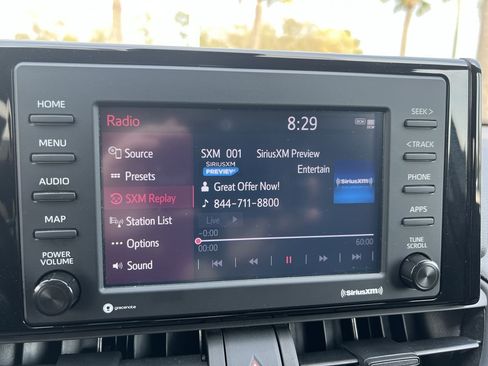 HOME
MENU
AUDIO
MAP
POWER
VOLUME
Radio
8:29
DCM
Source
Presets
SXM Replay
Station List
Options
Sound
SXM 001 SiriusXM Preview
SIRIUSXM
PREVIEW
Entertain
Great Offer Now!
844-711-8800
((SiriusXM))
Live
-0:00
00:00
60:00
SEEK >
< TRACK
PHONE
APPS
TUNE
SCROLL
gracenote
((SiriusXM))